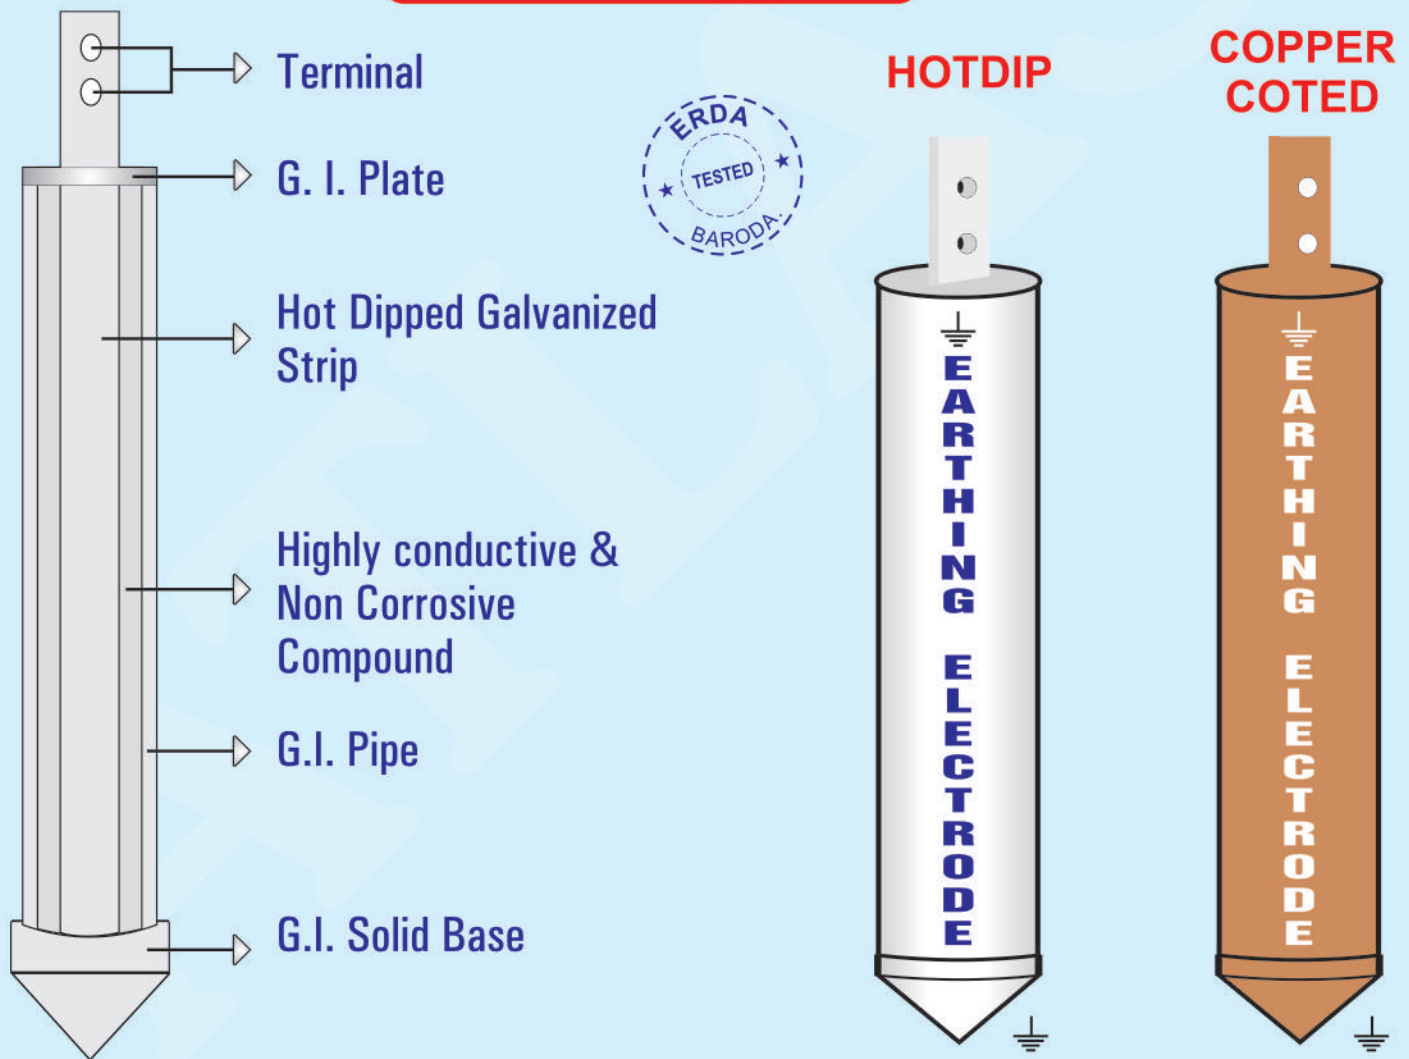 Terminal
G. I. Plate
Hot Dipped Galvanized
Strip
Highly conductive &
Non Corrosive
Compound
G.I. Pipe
G.I. Solid Base
ERDA
TESTED
BARODA.
HOTDIP
EARTHING ELECTRODE
COPPER
COTED
EARTHING ELECTRODE